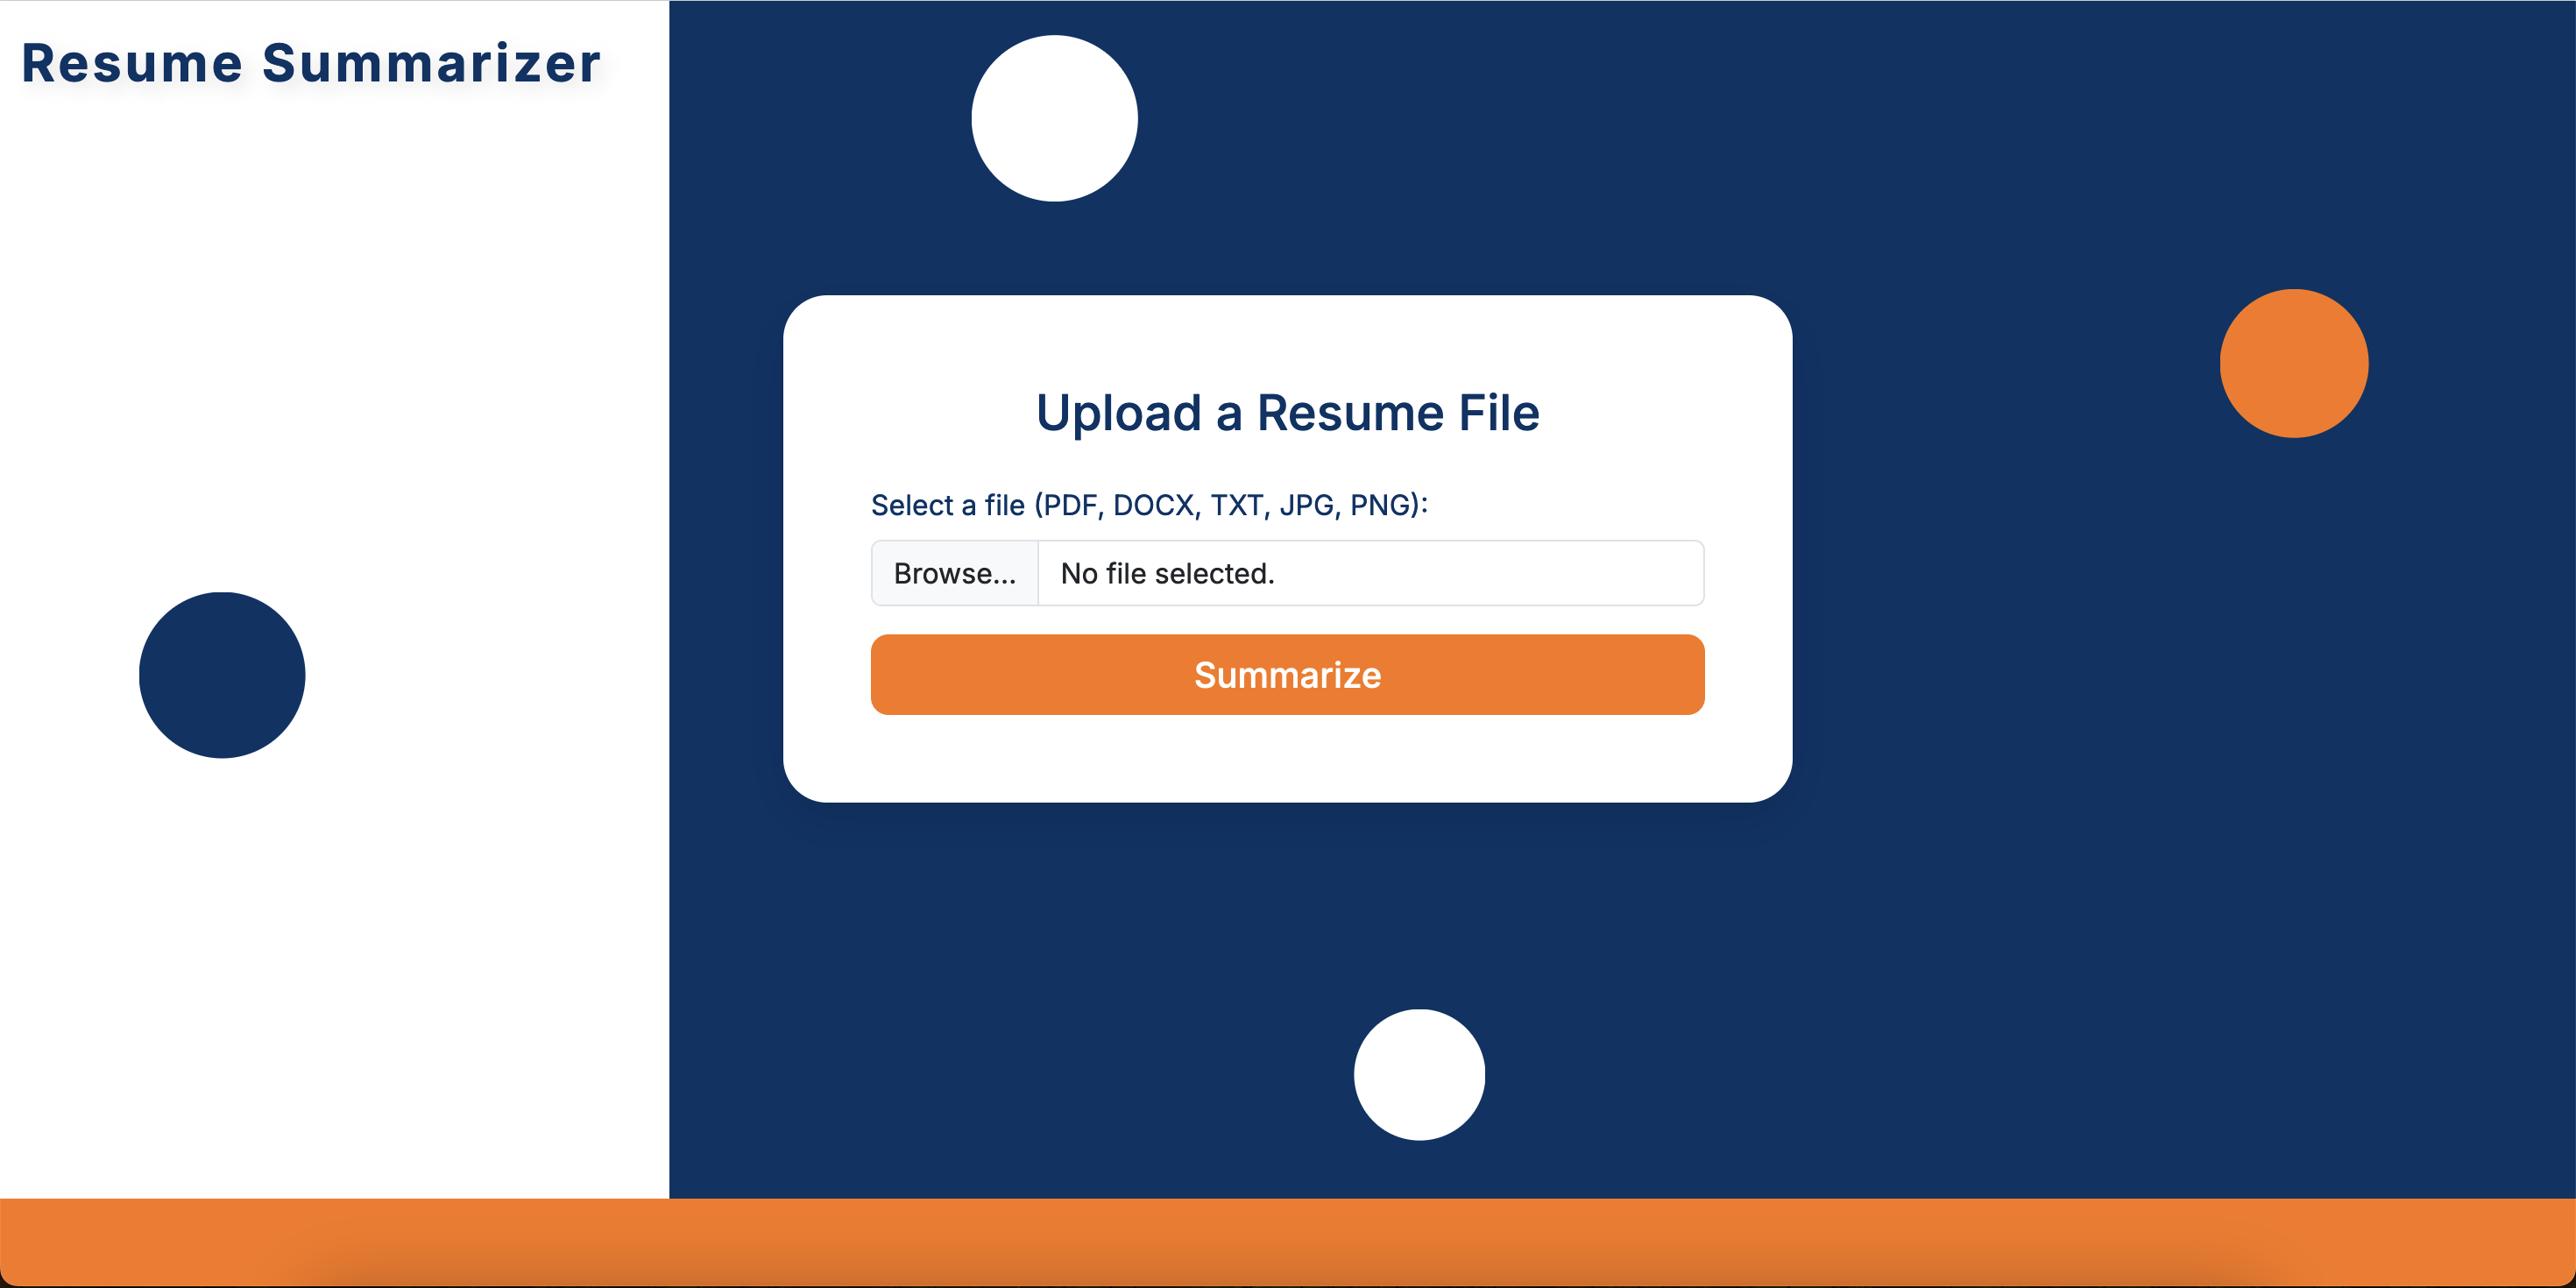 Resume Summarizer
Upload a Resume File
Select a file (PDF, DOCX, TXT, JPG, PNG):
Browse... No file selected.
Summarize